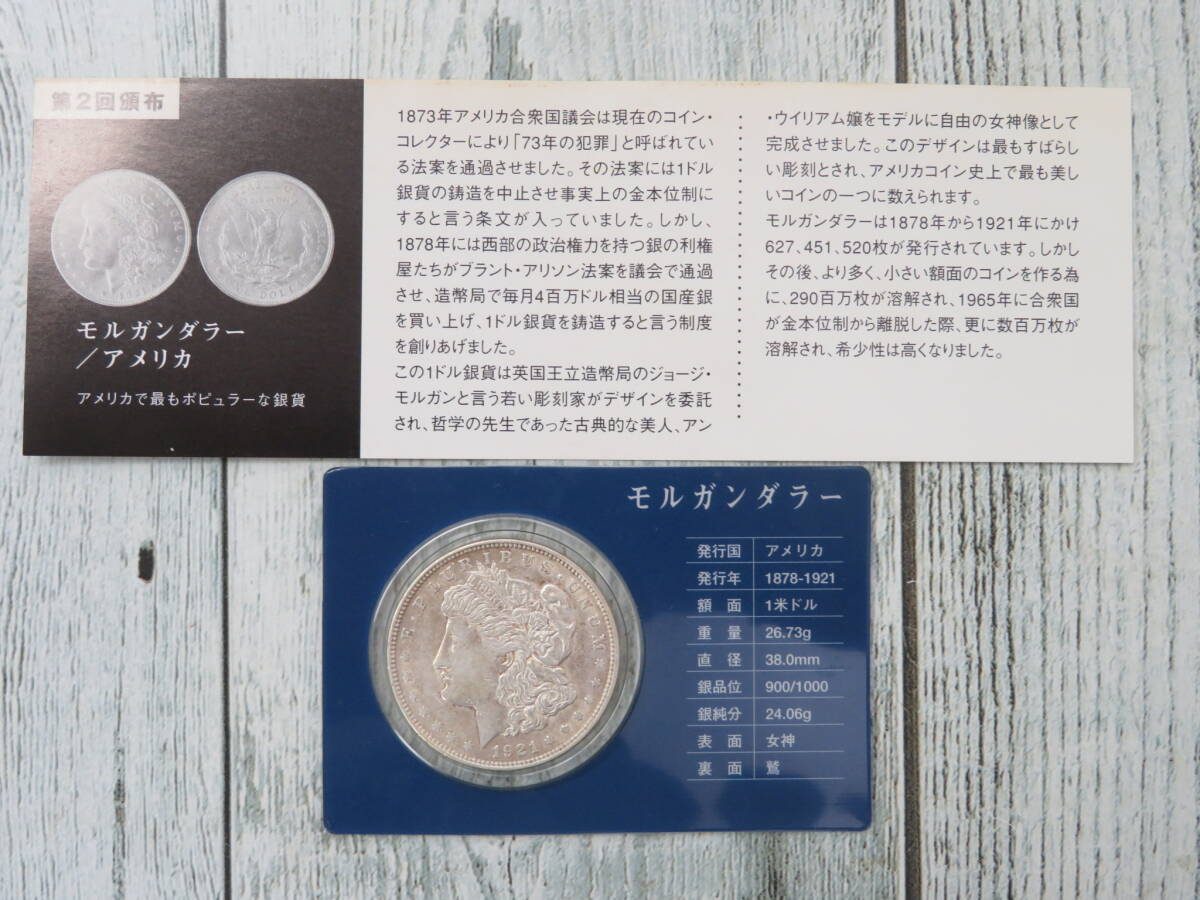 第2回頒布
モルガンダラー
／アメリカ
アメリカで最もポピュラーな銀貨
1873年アメリカ合衆国議会は現在のコイン・
コレクターにより「73年の犯罪」と呼ばれてい
る法案を通過させました。その法案には1ドル
銀貨の鋳造を中止させ事実上の金本位制に
すると言う条文が入っていました。しかし、
1878年には西部の政治権力を持つ銀の利権
屋たちがブラント・アリソン法案を議会で通過
させ、造幣局で毎月4百万ドル相当の国産銀
を買い上げ、1ドル銀貨を鋳造すると言う制度
を創りあげました。
この1ドル銀貨は英国王立造幣局のジョージ・
モルガンと言う若い彫刻家がデザインを委託
され、哲学の先生であった古典的な美人、アン
・ウイリアム嬢をモデルに自由の女神像として
完成させました。このデザインは最もすばらし
い彫刻とされ、アメリカコイン史上で最も美し
いコインの一つに数えられます。
モルガンダラーは1878年から1921年にかけ
627、451、520枚が発行されています。しかし
その後、より多く、小さい額面のコインを作る為
に、290百万枚が溶解され、1965年に合衆国
が金本位制から離脱した際、更に数百万枚が
溶解され、希少性は高くなりました。
モルガンダラー
発行国 アメリカ
発行年 1878-1921
額 面 1米ドル
重 量 26.73g
直 径 38.0mm
銀品位 900/1000
銀純分 24.06g
表 面 女神
裏 面 鷲
E·PLURIBUS·UNUM
1921